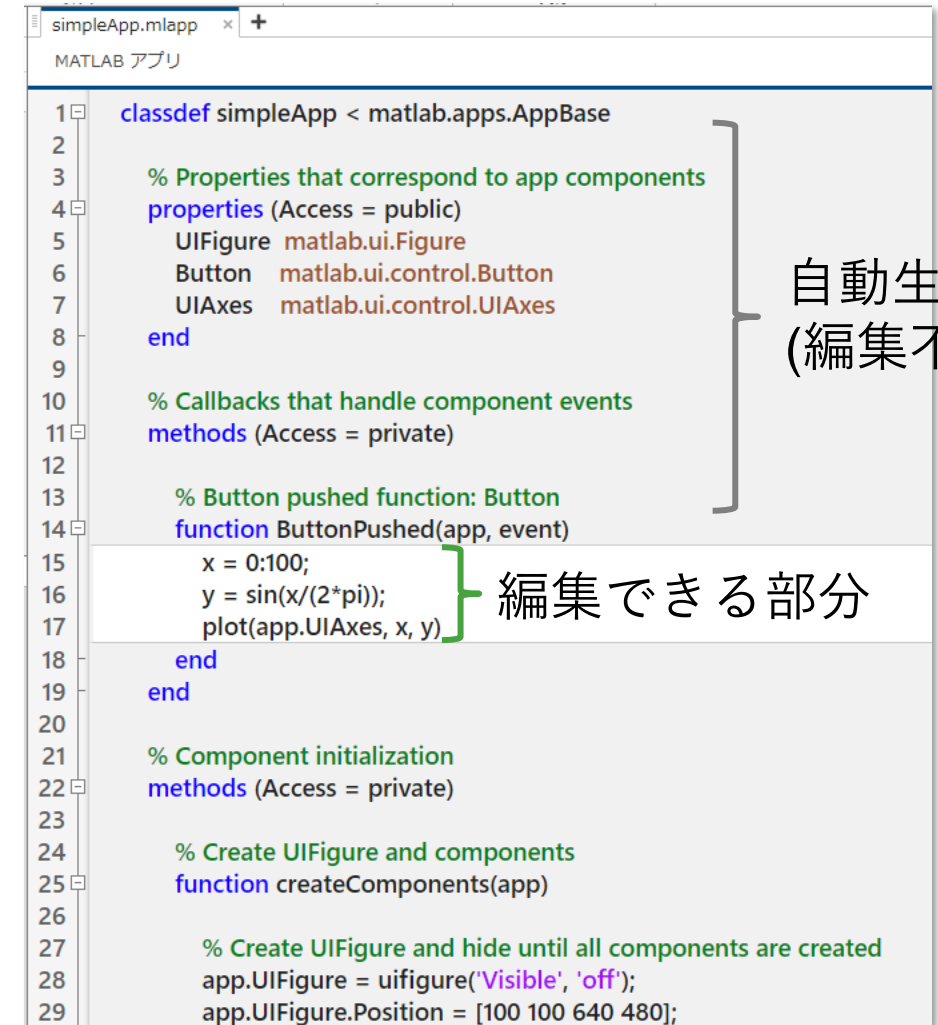 simpleApp.mlapp × +
MATLAB アプリ
1 classdef simpleApp < matlab.apps.AppBase
2
3 % Properties that correspond to app components
4 properties (Access = public)
5 UIFigure matlab.ui.Figure
6 Button matlab.ui.control.Button
7 UIAxes matlab.ui.control.UIAxes
8 end
9
10 % Callbacks that handle component events
11 methods (Access = private)
12
13 % Button pushed function: Button
14 function ButtonPushed(app, event)
15 x = 0:100;
16 y = sin(x/(2*pi));
17 plot(app.UIAxes, x, y)
18 end
19 end
20
21 % Component initialization
22 methods (Access = private)
23
24 % Create UIFigure and components
25 function createComponents(app)
26
27 % Create UIFigure and hide until all components are created
28 app.UIFigure = uifigure('Visible', 'off');
29 app.UIFigure.Position = [100 100 640 480];
自動生
(編集
編集できる部分